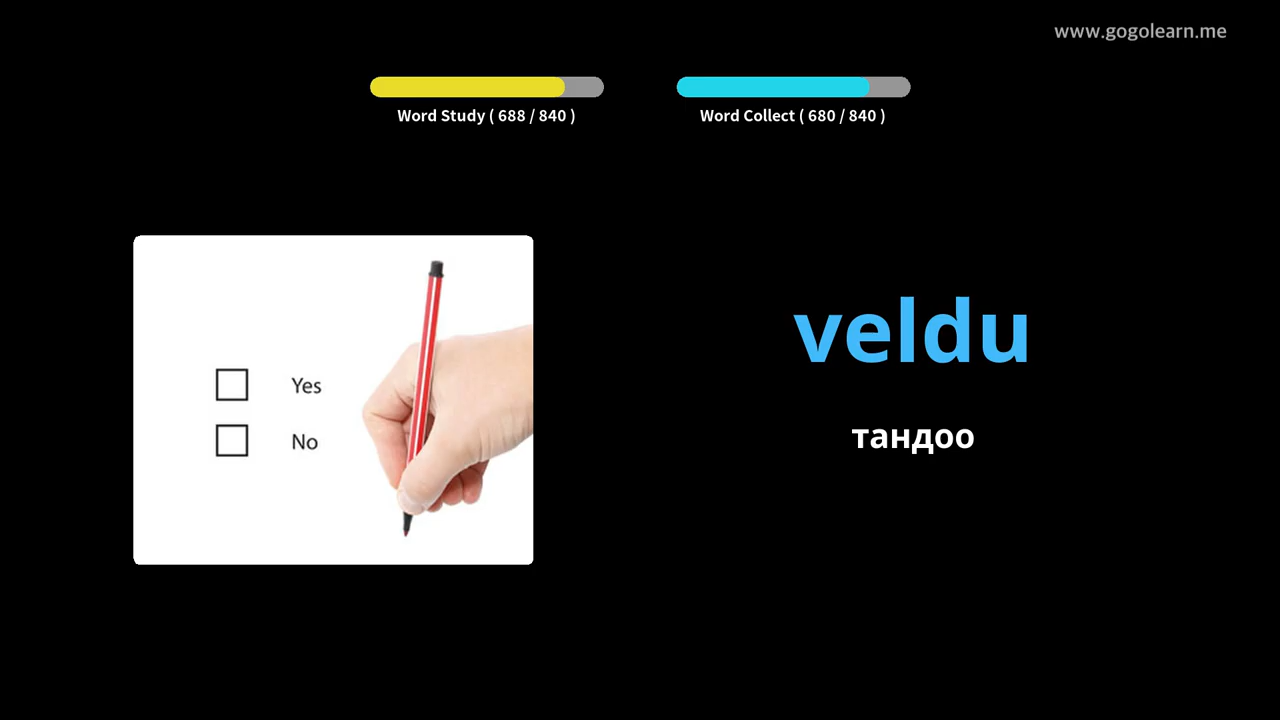 www.gogolearn.me
Word Study ( 688 / 840 )
Word Collect ( 680 / 840 )
Yes
No
veldu
тандоо